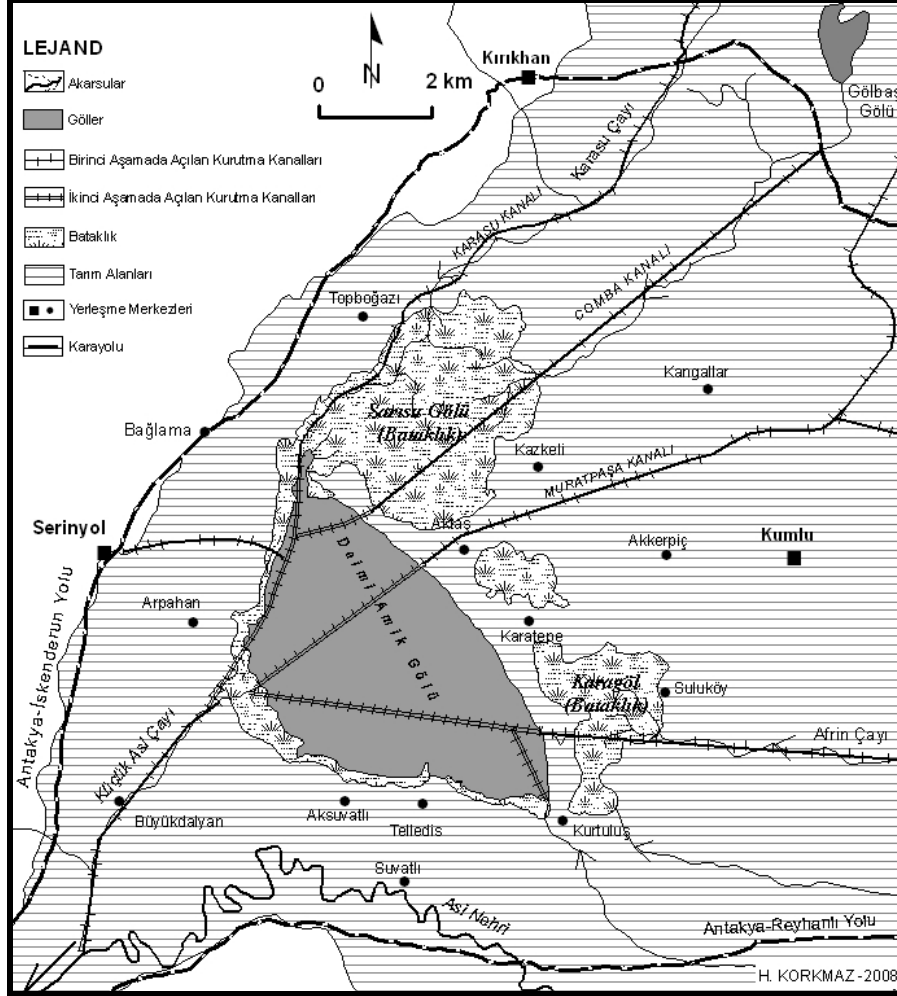 LEJAND
Akarsular
Göller
Birinci Aşamada Açılan Kurutma Kanalları
İkinci Aşamada Açılan Kurutma Kanalları
Bataklık
Tarım Alanları
Yerleşme Merkezleri
Karayolu
0 N 2 km
Kırıkhan
Gölbaş
Gölü
Karasu Çayı
KARASU KANALI
COMBA KANALI
Topboğazı
Kangallar
Sarısu Gölü
(Bataklık)
Bağlama
Kazkeli
MURATPAŞA KANALI
Serinyol
Aktaş
Akkerpiç
Kumlu
Daimi Amik Gölü
Arpahan
Karatepe
Karagöl
(Bataklık)
Suluköy
Antakya-İskenderun Yolu
Afrin Çayı
Küçük Asi Çayı
Büyükdalyan
Aksuvatlı
Telledis
Kurtuluş
Suvatlı
Asi Nehri
Antakya-Reyhanlı Yolu
H. KORKMAZ -2008